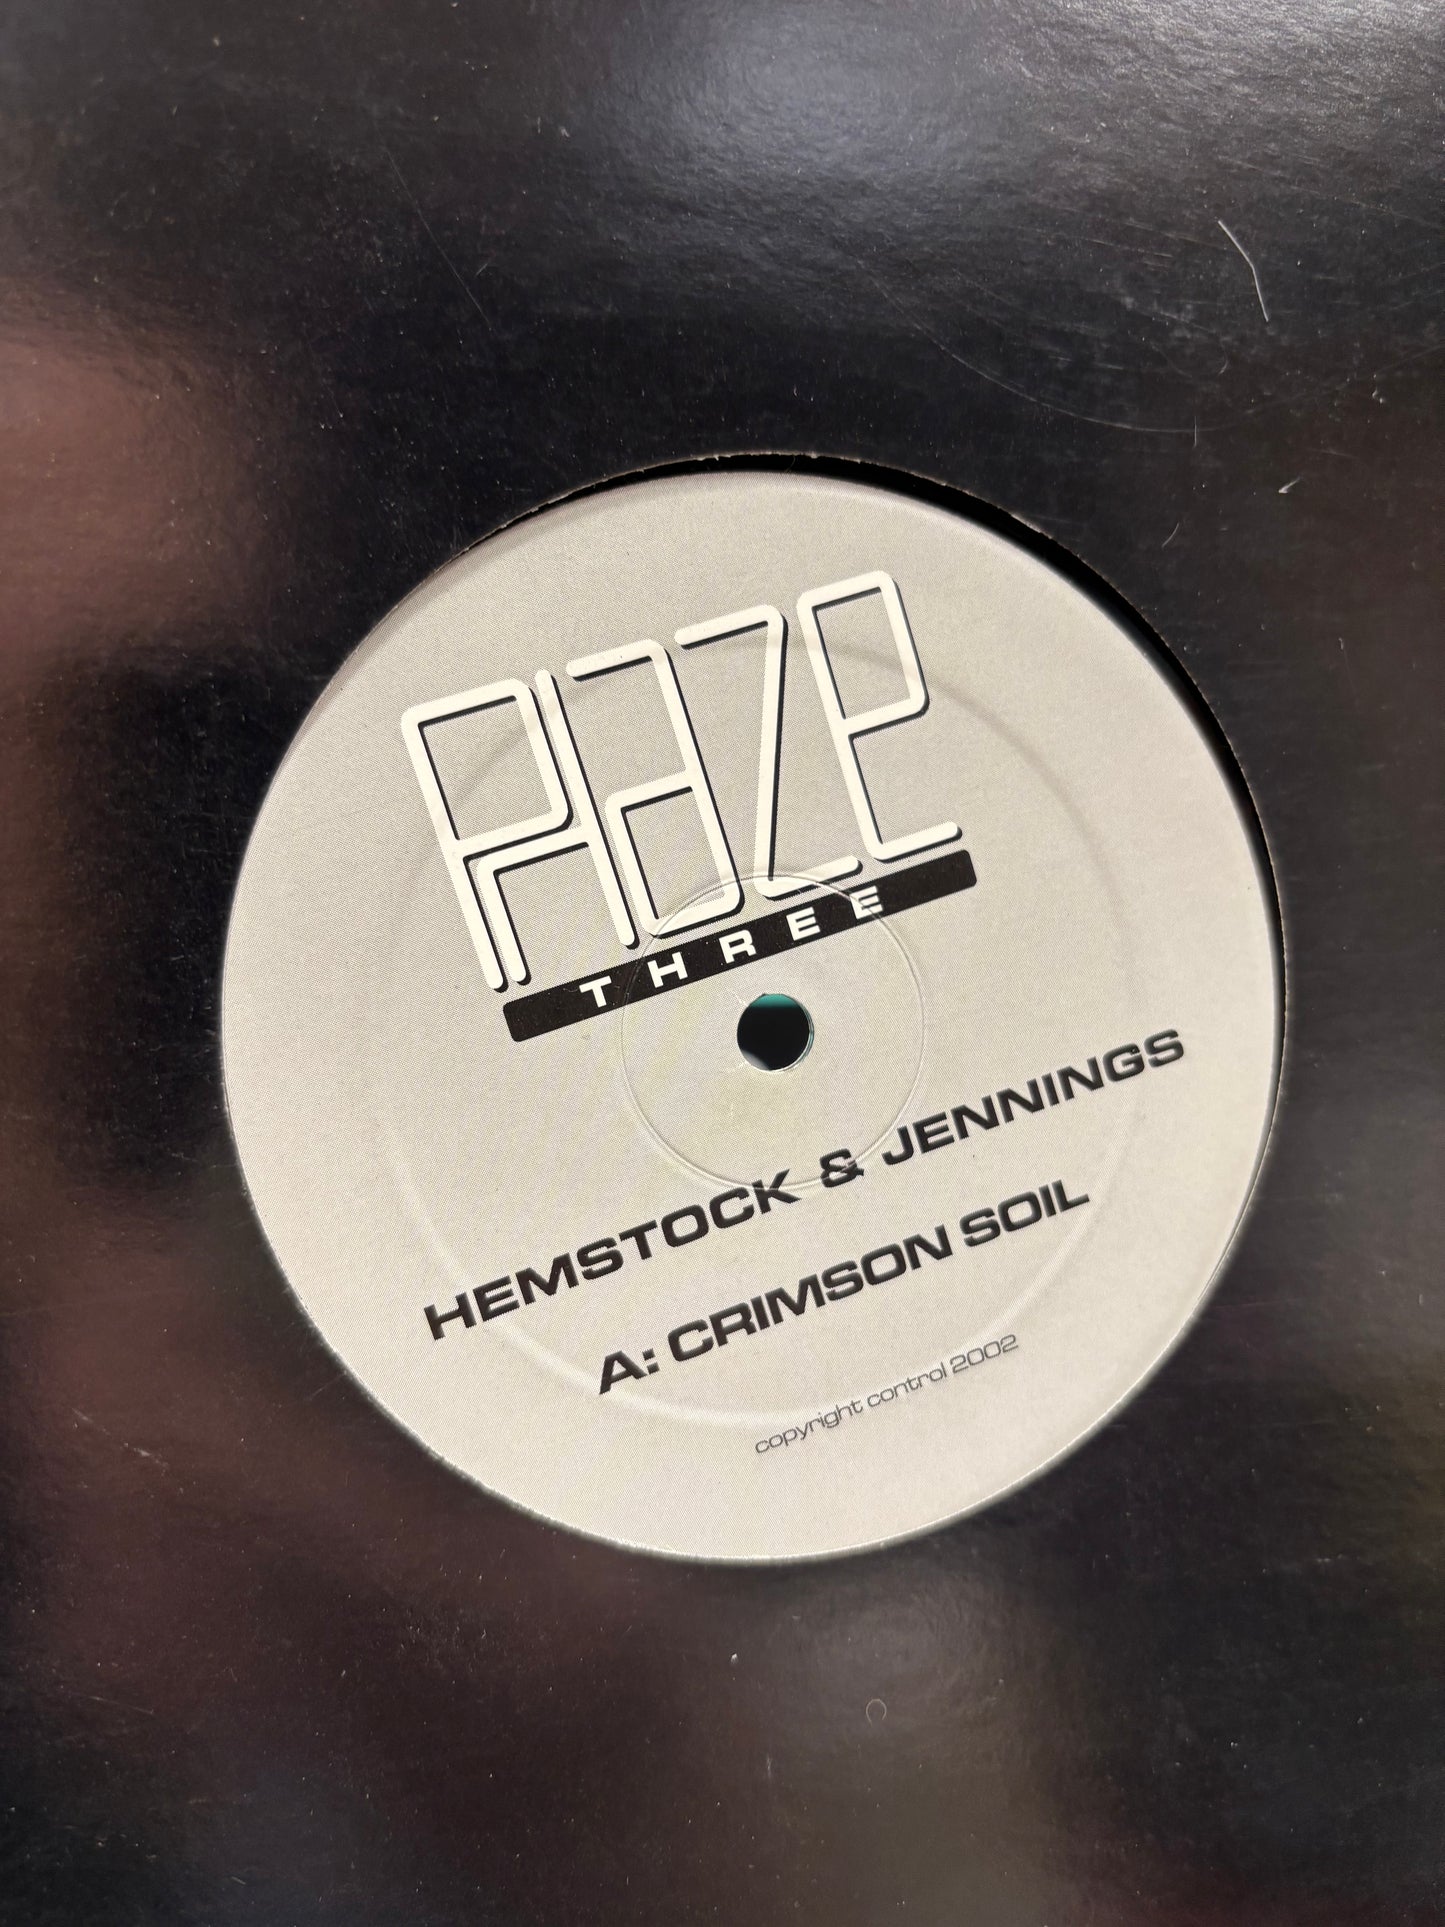 PHAZE
THREE
HEMSTOCK & JENNINGS
A: CRIMSON SOIL
copyright control 2002